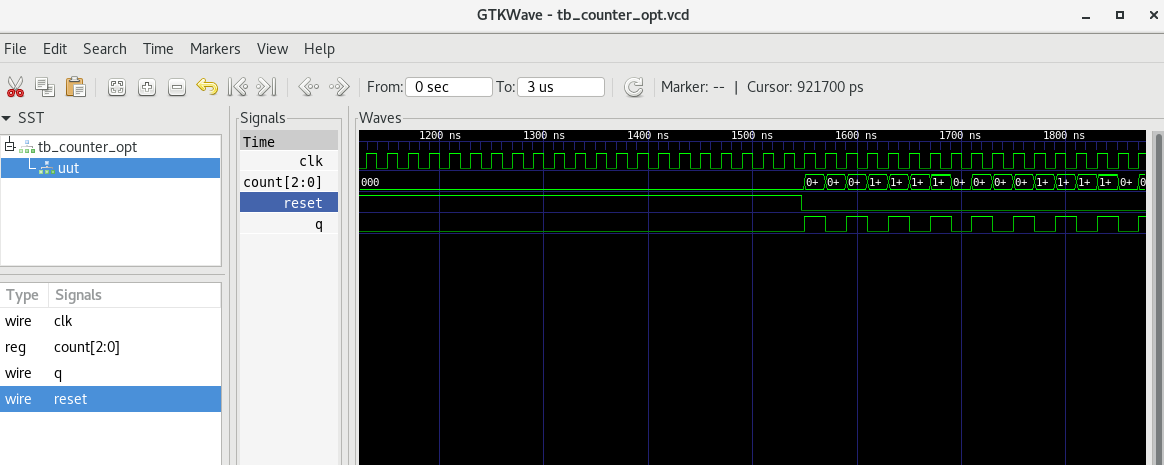 GTKWave - tb_counter_opt.vcd
File Edit Search Time Markers View Help
From: 0 sec To: 3 us Marker: -- | Cursor: 921700 ps
SST
tb_counter_opt
uut
Type Signals
wire clk
reg count[2:0]
wire q
wire reset
Signals
Time
clk
count[2:0]
reset
q
Waves
1200 ns 1300 ns 1400 ns 1500 ns 1600 ns 1700 ns 1800 ns
000 0+ 0+ 0+ 1+ 1+ 1+ 1+ 0+ 0+ 0+ 0+ 1+ 1+ 1+ 1+ 0+ 0